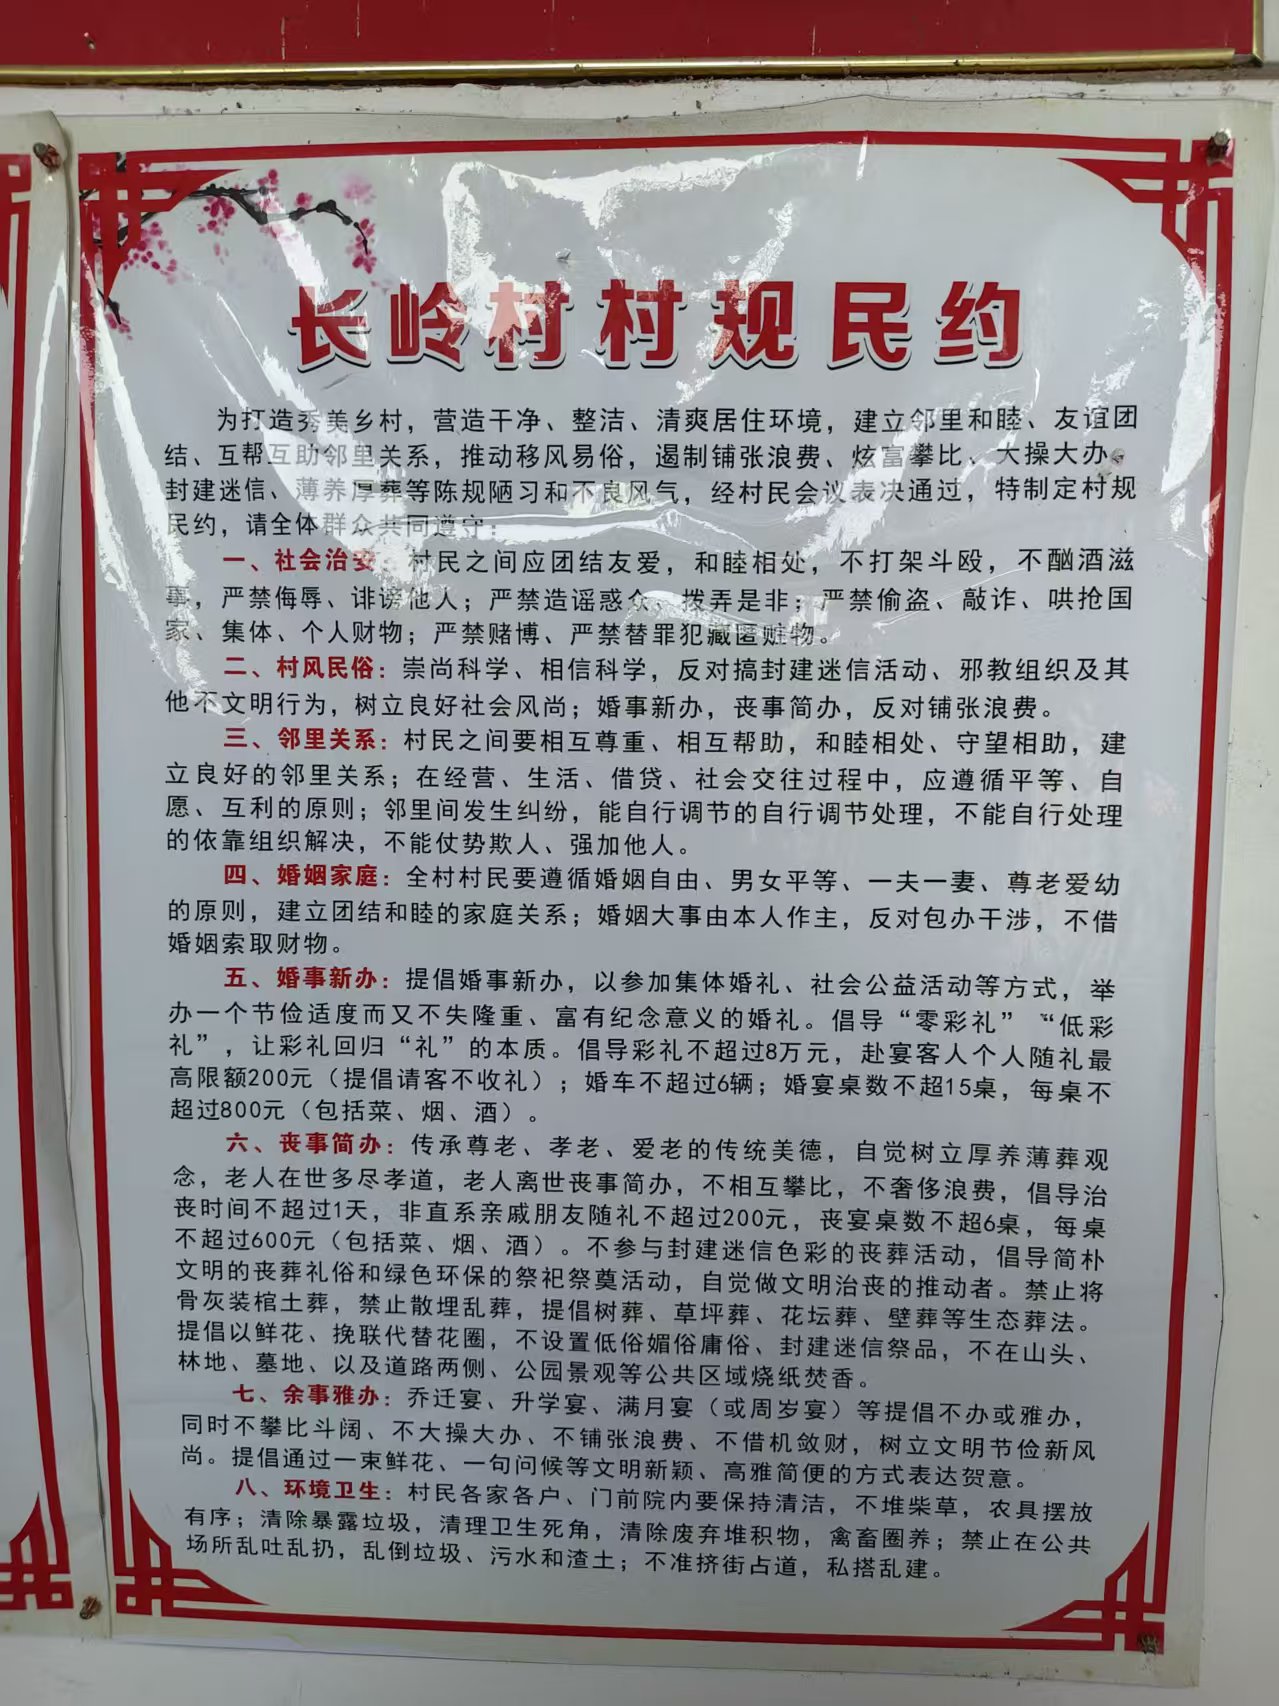 长岭村村规民约
为打造秀美乡村，营造干净、整洁、清爽居住环境，建立邻里和睦、友谊团
结、互帮互助邻里关系，推动移风易俗，遏制铺张浪费、炫富攀比、大操大办、
封建迷信、薄养厚葬等陈规陋习和不良风气，经村民会议表决通过，特制定村规
民约，请全体群众共同遵守：
一、社会治安：村民之间应团结友爱，和睦相处，不打架斗殴，不酗酒滋
事，严禁侮辱、诽谤他人；严禁造谣惑众、拨弄是非；严禁偷盗、敲诈、哄抢国
家、集体、个人财物；严禁赌博、严禁替罪犯藏匿赃物。
二、村风民俗：崇尚科学、相信科学，反对搞封建迷信活动、邪教组织及其
他不文明行为，树立良好社会风尚；婚事新办，丧事简办，反对铺张浪费。
三、邻里关系：村民之间要相互尊重、相互帮助，和睦相处、守望相助，建
立良好的邻里关系；在经营、生活、借贷、社会交往过程中，应遵循平等、自
愿、互利的原则；邻里间发生纠纷，能自行调节的自行调节处理，不能自行处理
的依靠组织解决，不能仗势欺人、强加他人。
四、婚姻家庭：全村村民要遵循婚姻自由、男女平等、一夫一妻、尊老爱幼
的原则，建立团结和睦的家庭关系；婚姻大事由本人作主，反对包办干涉，不借
婚姻索取财物。
五、婚事新办：提倡婚事新办，以参加集体婚礼、社会公益活动等方式，举
办一个节俭适度而又不失隆重、富有纪念意义的婚礼。倡导“零彩礼”“低彩
礼”，让彩礼回归“礼”的本质。倡导彩礼不超过8万元，赴宴客人个人随礼最
高限额200元（提倡请客不收礼）；婚车不超过6辆；婚宴桌数不超15桌，每桌不
超过800元（包括菜、烟、酒）。
六、丧事简办：传承尊老、孝老、爱老的传统美德，自觉树立厚养薄葬观
念，老人在世多尽孝道，老人离世丧事简办，不相互攀比，不奢侈浪费，倡导治
丧时间不超过1天，非直系亲戚朋友随礼不超过200元，丧宴桌数不超6桌，每桌
不超过600元（包括菜、烟、酒）。不参与封建迷信色彩的丧葬活动，倡导简朴
文明的丧葬礼俗和绿色环保的祭祀祭奠活动，自觉做文明治丧的推动者。禁止将
骨灰装棺土葬，禁止散埋乱葬，提倡树葬、草坪葬、花坛葬、壁葬等生态葬法。
提倡以鲜花、挽联代替花圈，不设置低俗媚俗庸俗、封建迷信祭品，不在山头、
林地、墓地、以及道路两侧、公园景观等公共区域烧纸焚香。
七、余事雅办：乔迁宴、升学宴、满月宴（或周岁宴）等提倡不办或雅办，
同时不攀比斗阔、不大操大办、不铺张浪费、不借机敛财，树立文明节俭新风
尚。提倡通过一束鲜花、一句问候等文明新颖、高雅简便的方式表达贺意。
八、环境卫生：村民各家各户、门前院内要保持清洁，不堆柴草，农具摆放
有序；清除暴露垃圾，清理卫生死角，清除废弃堆积物，禽畜圈养；禁止在公共
场所乱吐乱扔，乱倒垃圾、污水和渣土；不准挤街占道，私搭乱建。